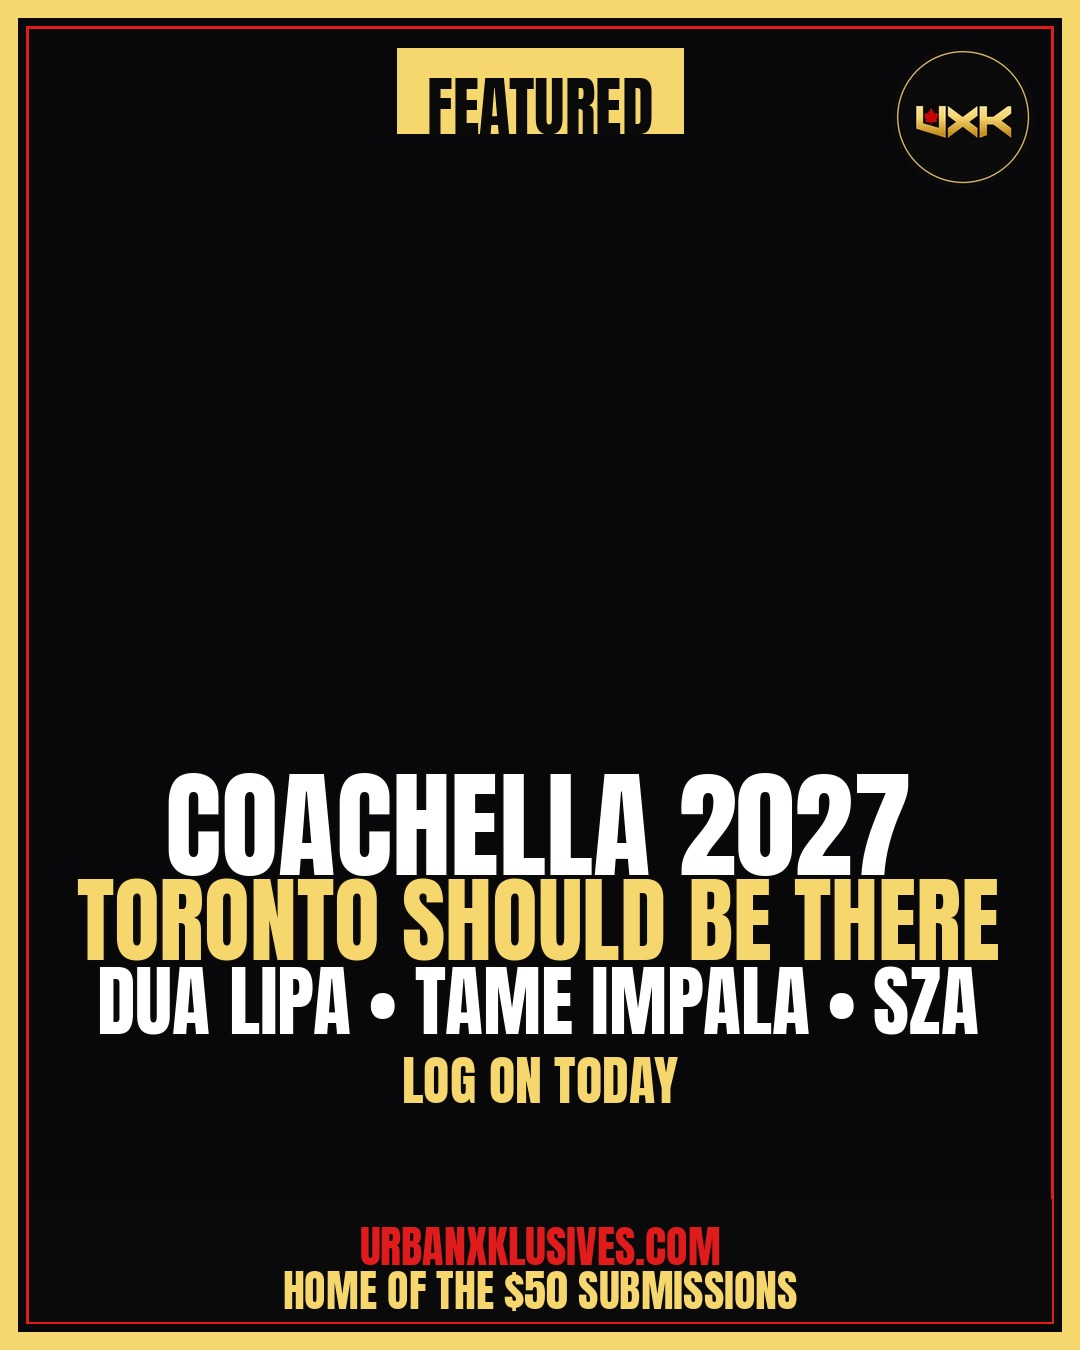 FEATURED
UXK
COACHELLA 2027
TORONTO SHOULD BE THERE
DUA LIPA • TAME IMPALA • SZA
LOG ON TODAY
URBANXKLUSIVES.COM
HOME OF THE $50 SUBMISSIONS